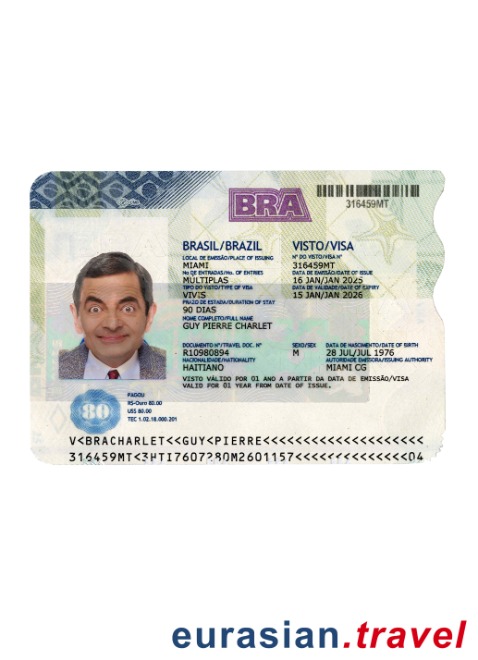 BRA
316459MT
BRASIL/BRAZIL VISTO/VISA
LOCAL DE EMISSÃO/PLACE OF ISSUING Nº DO VISTO/VISA Nº
MIAMI 316459MT
No DE ENTRADAS/No. OF ENTRIES DATA DE EMISSÃO/DATE OF ISSUE
MULTIPLAS 16 JAN/JAN 2025
TIPO DO VISTO/TYPE OF VISA DATA DE VALIDADE/DATE OF EXPIRY
VIVIS 15 JAN/JAN 2026
PRAZO DE ESTADA/DURATION OF STAY
90 DIAS
NOME COMPLETO/FULL NAME
GUY PIERRE CHARLET
DOCUMENTO Nº/TRAVEL DOC. Nº SEXO/SEX DATA DE NASCIMENTO/DATE OF BIRTH
R10980894 M 28 JUL/JUL 1976
NACIONALIDADE/NATIONALITY AUTORIDADE EMISSORA/ISSUING AUTHORITY
HAITIANO MIAMI CG
VISTO VÁLIDO POR 01 ANO A PARTIR DA DATA DE EMISSÃO/VISA
VALID FOR 01 YEAR FROM DATE OF ISSUE.
80
PAGOU
R$-Ouro 80.00
US$ 80.00
TEC 1.02.10.000.201
V<BRACHARLET<<GUY<PIERRE<<<<<<<<<<<<<<<<<<<<
316459MT<3HTI7607280M2601157<<<<<<<<<<<<<<04
eurasian.travel